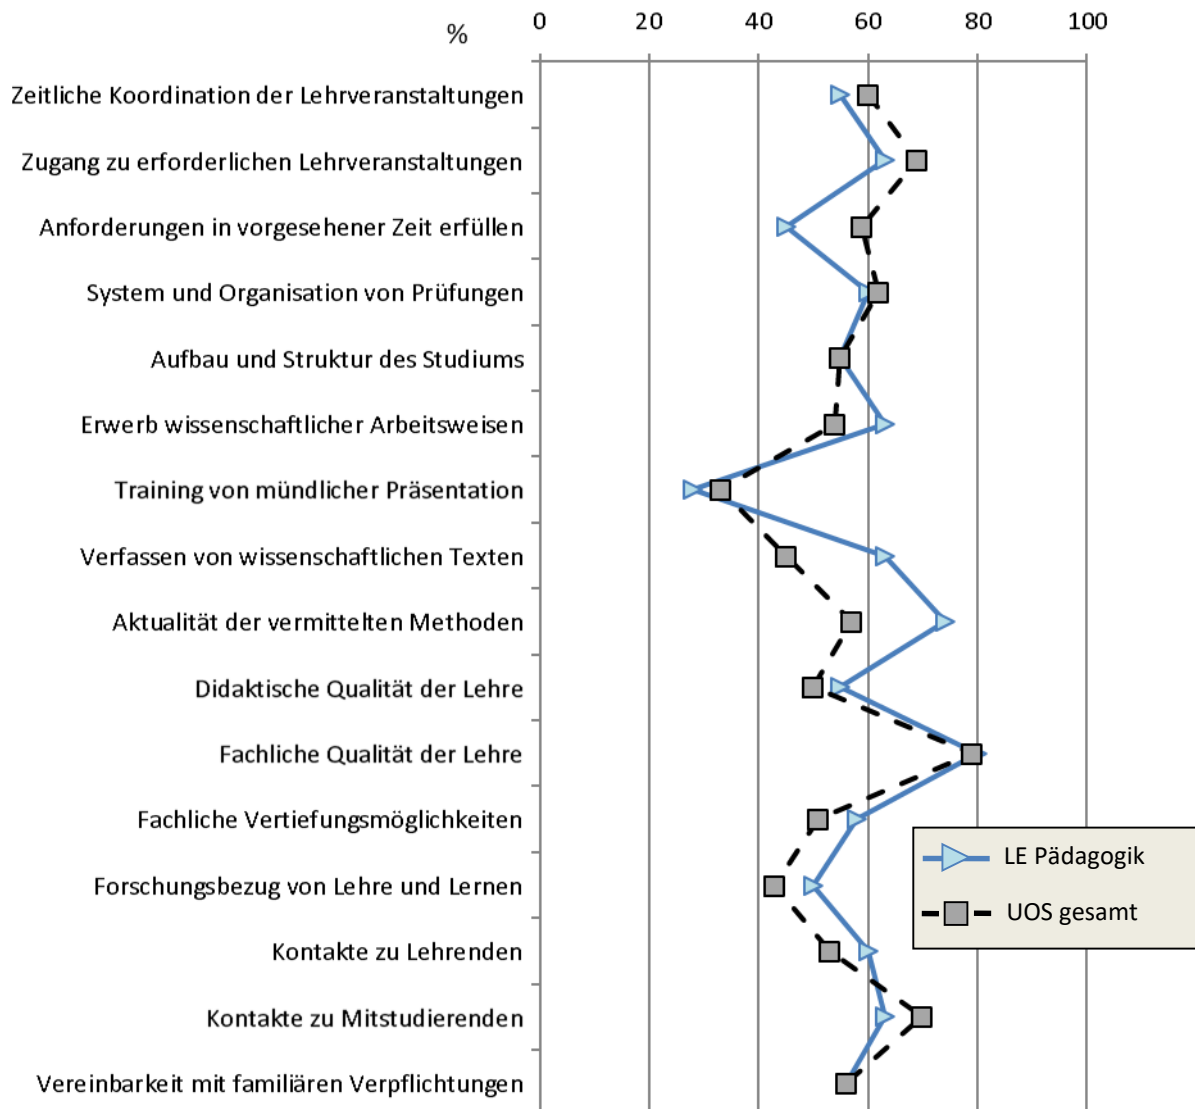 % 0 20 40 60 80 100
Zeitliche Koordination der Lehrveranstaltungen
Zugang zu erforderlichen Lehrveranstaltungen
Anforderungen in vorgesehener Zeit erfüllen
System und Organisation von Prüfungen
Aufbau und Struktur des Studiums
Erwerb wissenschaftlicher Arbeitsweisen
Training von mündlicher Präsentation
Verfassen von wissenschaftlichen Texten
Aktualität der vermittelten Methoden
Didaktische Qualität der Lehre
Fachliche Qualität der Lehre
Fachliche Vertiefungsmöglichkeiten
Forschungsbezug von Lehre und Lernen
Kontakte zu Lehrenden
Kontakte zu Mitstudierenden
Vereinbarkeit mit familiären Verpflichtungen
LE Pädagogik
UOS gesamt